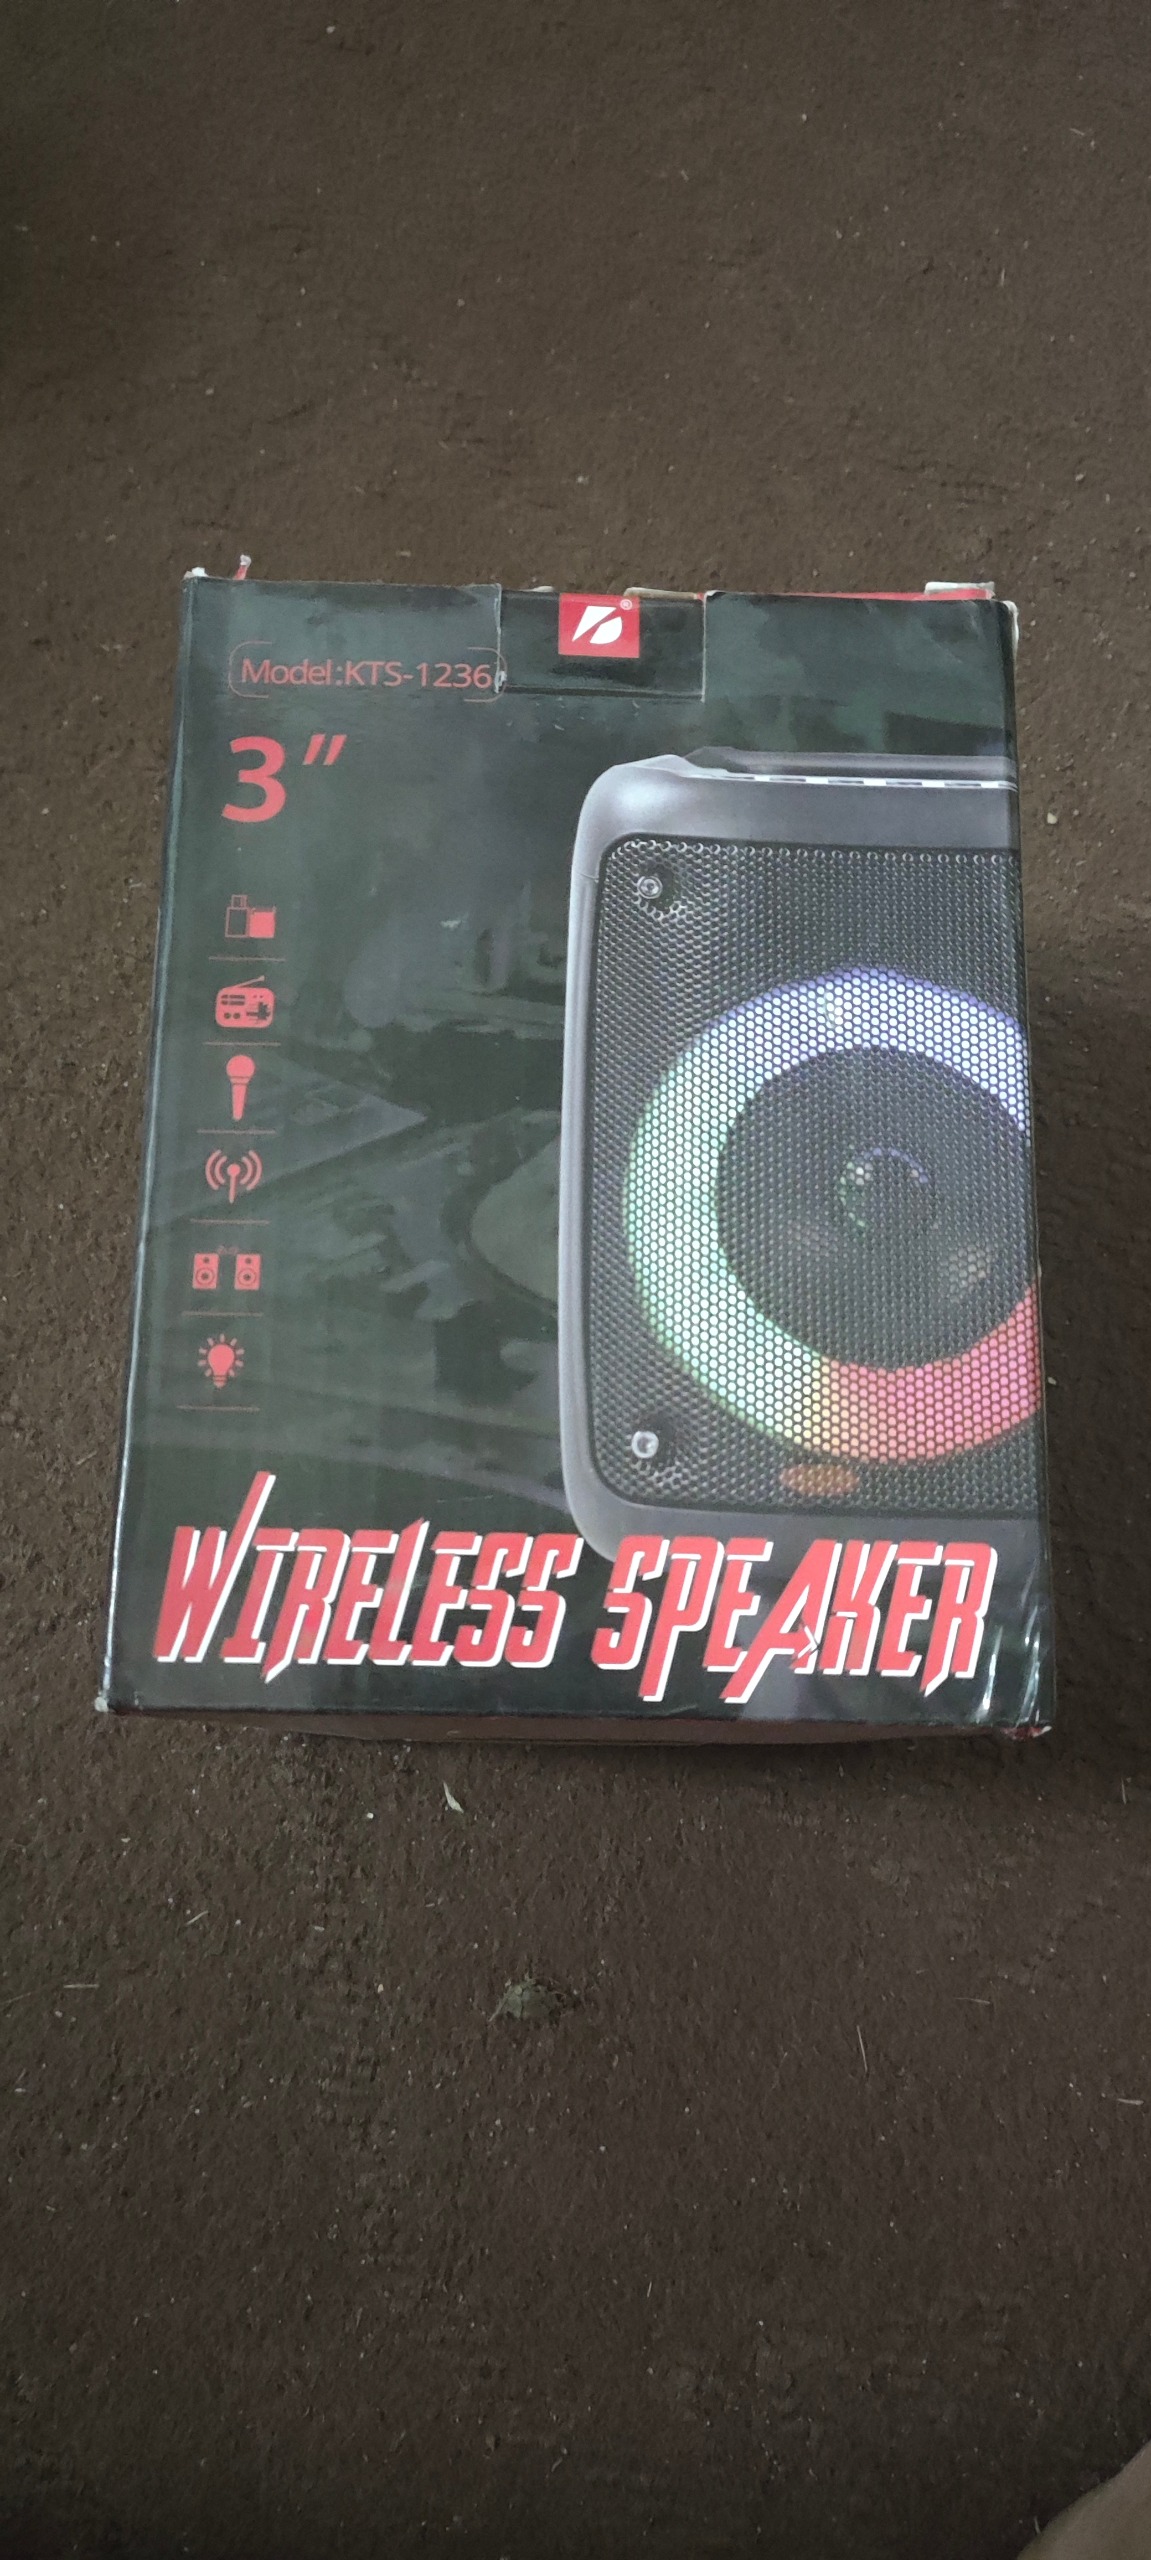 Model:KTS-1236
3"
WIRELESS SPEAKER